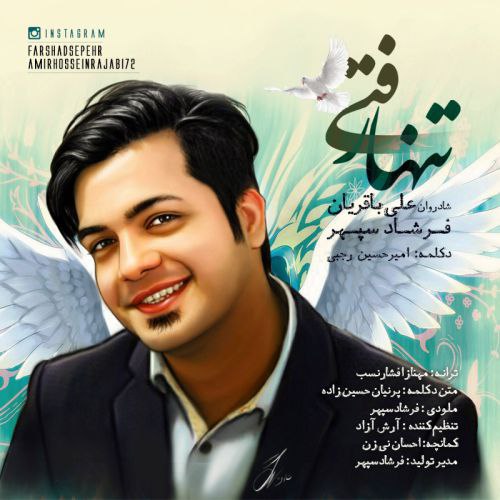 INSTAGRAM
FARSHADSEPEHR
AMIRHOSSEINRAJABI72
تنها رفتی
شادروان علی باقریان
فرشاد سپهر
دکلمه: امیرحسین رجبی
ترانه: مهناز افشارنسب
متن دکلمه: پرنیان حسین زاده
ملودی: فرشاد سپهر
تنظیم کننده: آرش آزاد
کمانچه: احسان نی زن
مدیر تولید: فرشاد سپهر